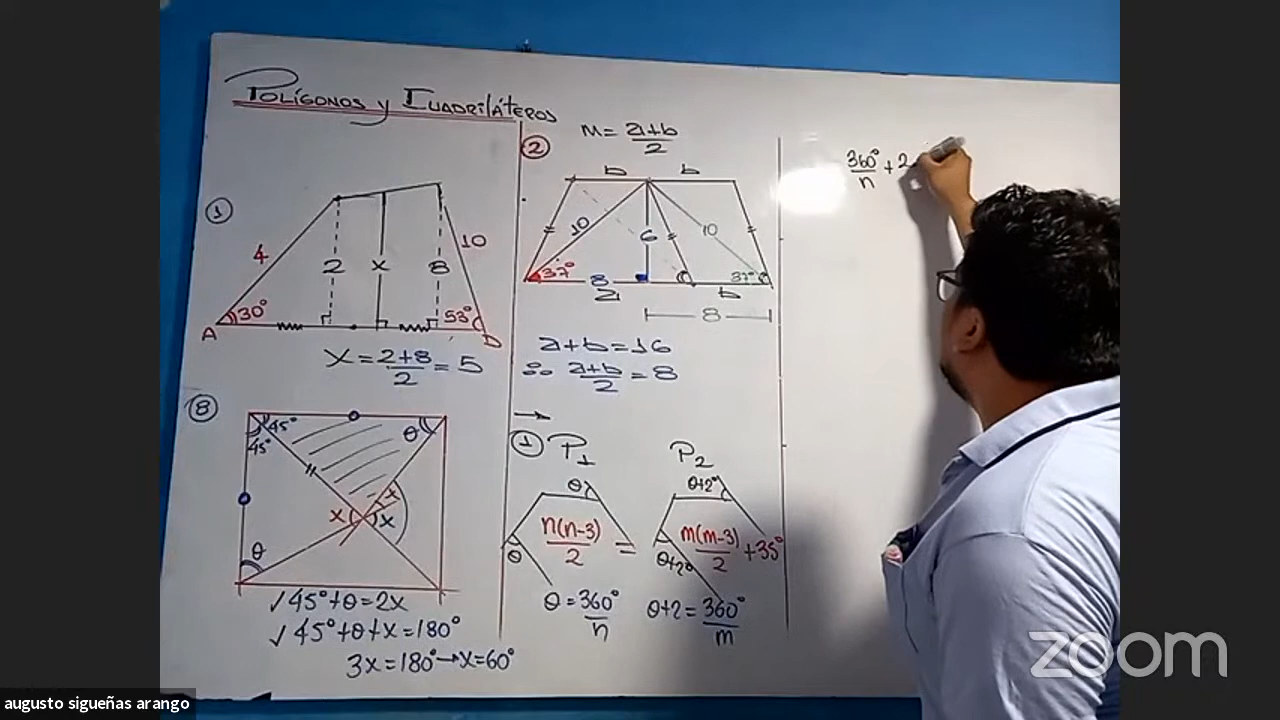 Polígonos y Cuadriláteros
1
4
2
x
8
10
30°
53°
A
D
x = 2+8/2 = 5
2
M = a+b/2
b b
10
6
10
37°
8
37°
a
b
8
a+b=16
∴ a+b/2 = 8
8
45°
45°
θ
x
x
x
θ
√ 45°+θ=2x
√ 45°+θ+x=180°
3x=180°→x=60°
→
1 P1 P2
θ
θ+2°
n(n-3)/2 = m(m-3)/2 +35°
θ
θ+2°
θ = 360°/n
θ+2 = 360°/m
360°/n + 2
zoom
augusto sigueñas arango